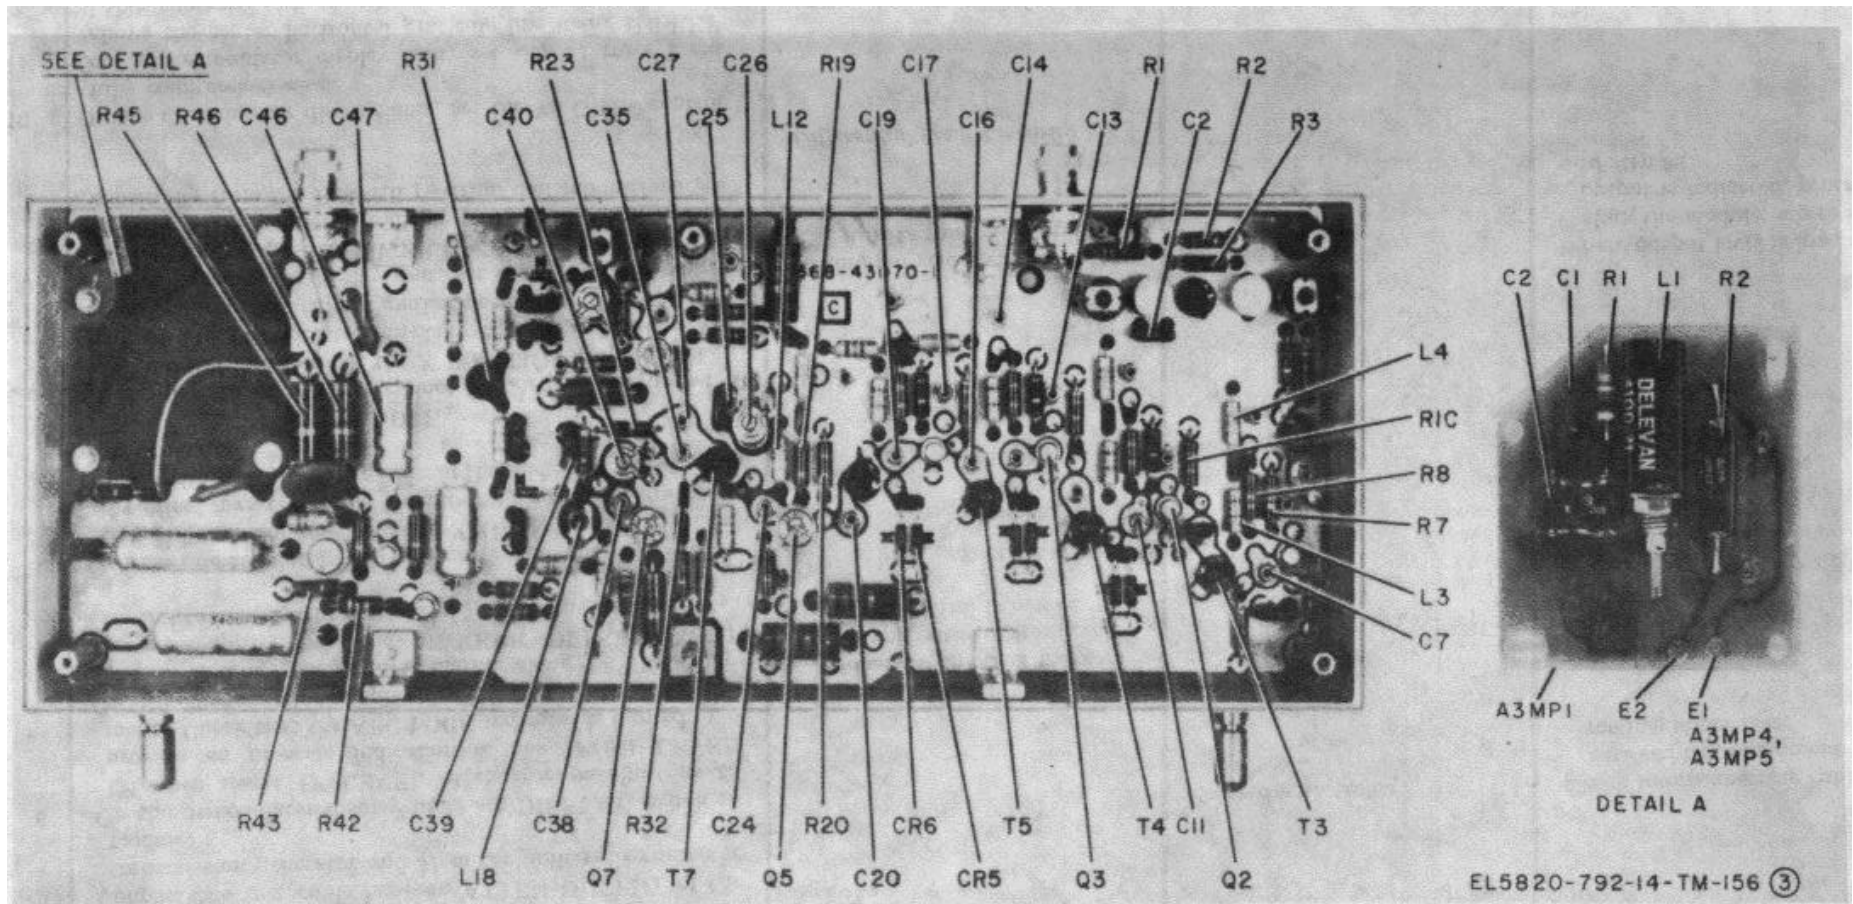 SEE DETAIL A R31 R23 C27 C26 R19 C17 C14 R1 R2
R45 R46 C46 C47 C40 C35 C25 L12 C19 C16 C13 C2 R3
368-43070-
C
L4
R1C
R8
R7
L3
C7
R43 R42 C39 C38 R32 C24 R20 CR6 T5 T4 C11 T3
L18 Q7 T7 Q5 C20 CR5 Q3 Q2
C2 C1 R1 L1 R2
DELEVAN
A3MP1 E2 E1
A3MP4,
A3MP5
DETAIL A
EL5820-792-14-TM-156 3